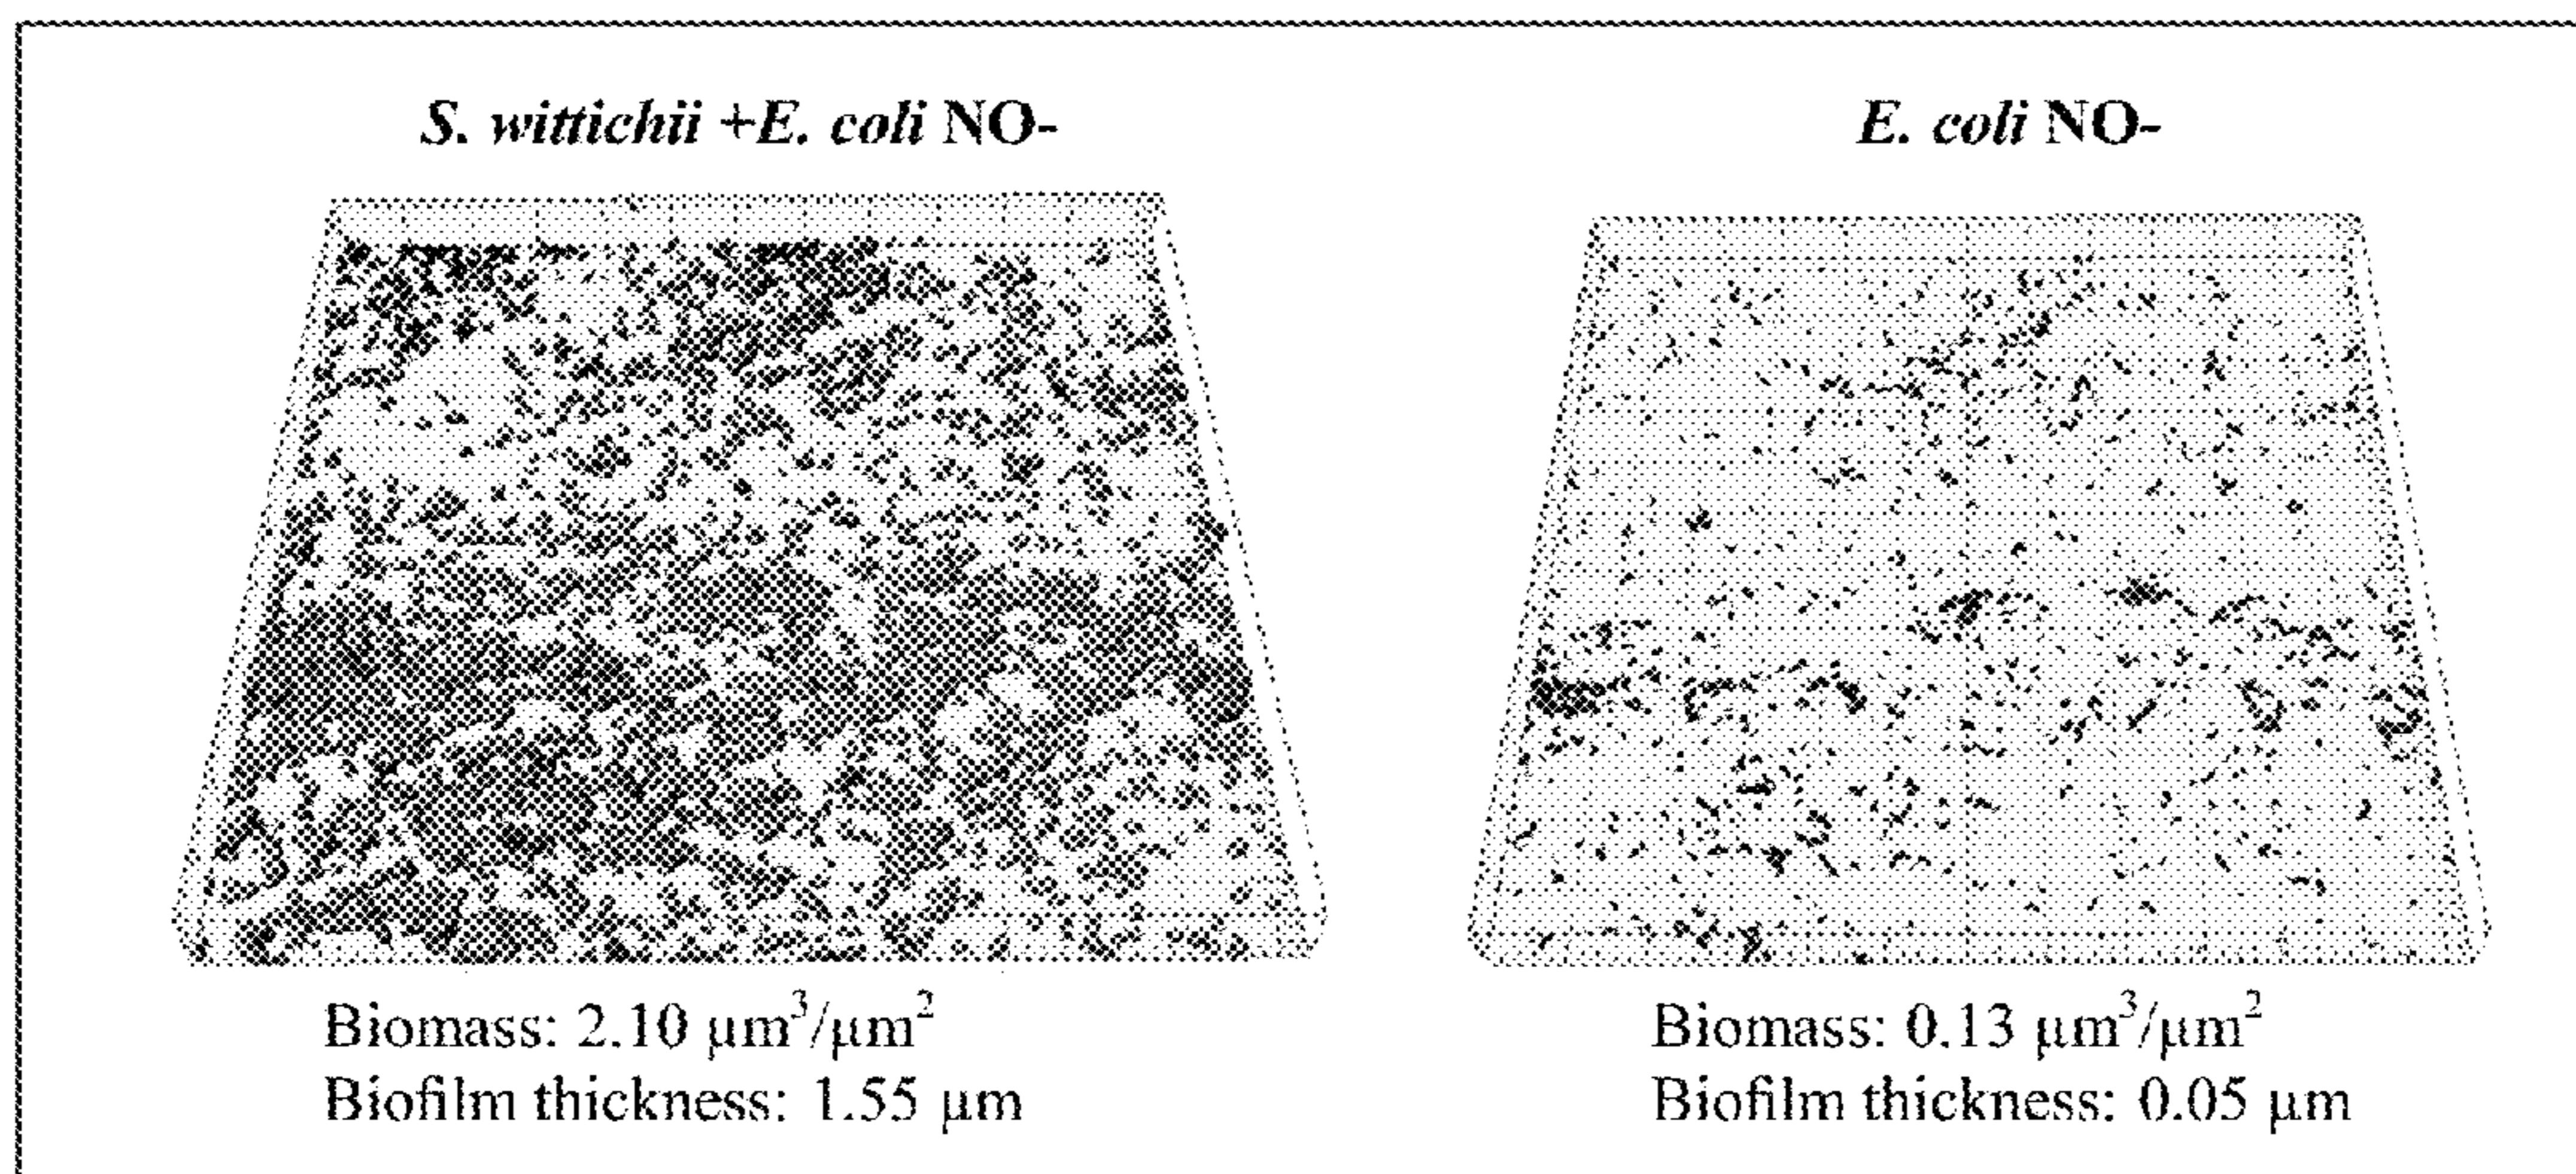 S. wittichii +E. coli NO-
E. coli NO-
Biomass: 2.10 μm³/μm²
Biofilm thickness: 1.55 μm
Biomass: 0.13 μm³/μm²
Biofilm thickness: 0.05 μm